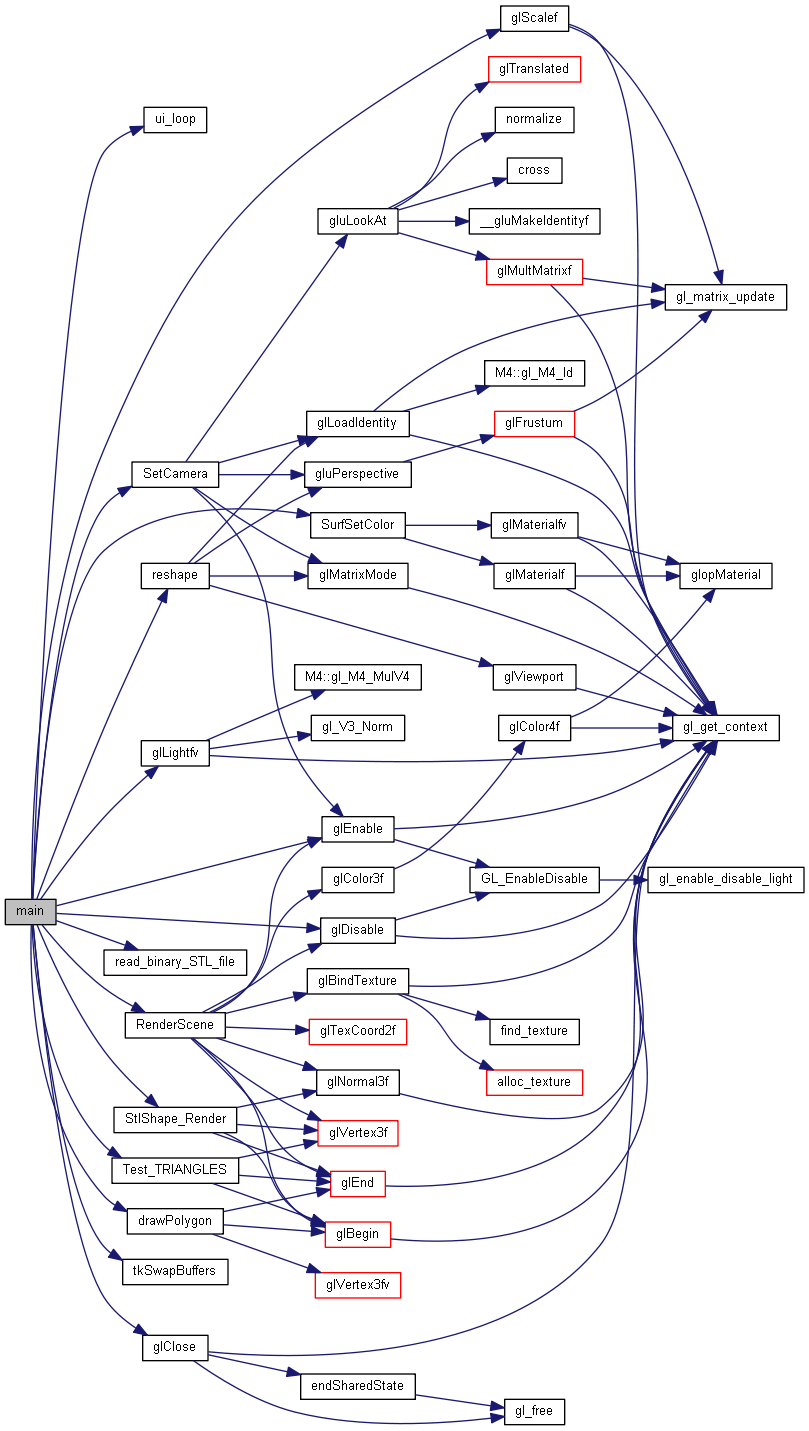 glScalef
glTranslated
ui_loop
normalize
cross
gluLookAt
__gluMakeIdentityf
glMultMatrixf
gl_matrix_update
M4::gl_M4_Id
glLoadIdentity
glFrustum
SetCamera
gluPerspective
SurfSetColor
glMaterialfv
reshape
glMatrixMode
glMaterialf
glopMaterial
M4::gl_M4_MulV4
glViewport
gl_V3_Norm
glColor4f
gl_get_context
glLightfv
glEnable
glColor3f
GL_EnableDisable
gl_enable_disable_light
main
glDisable
read_binary_STL_file
glBindTexture
RenderScene
glTexCoord2f
find_texture
glNormal3f
alloc_texture
StlShape_Render
glVertex3f
Test_TRIANGLES
glEnd
drawPolygon
glBegin
tkSwapBuffers
glVertex3fv
glClose
endSharedState
gl_free